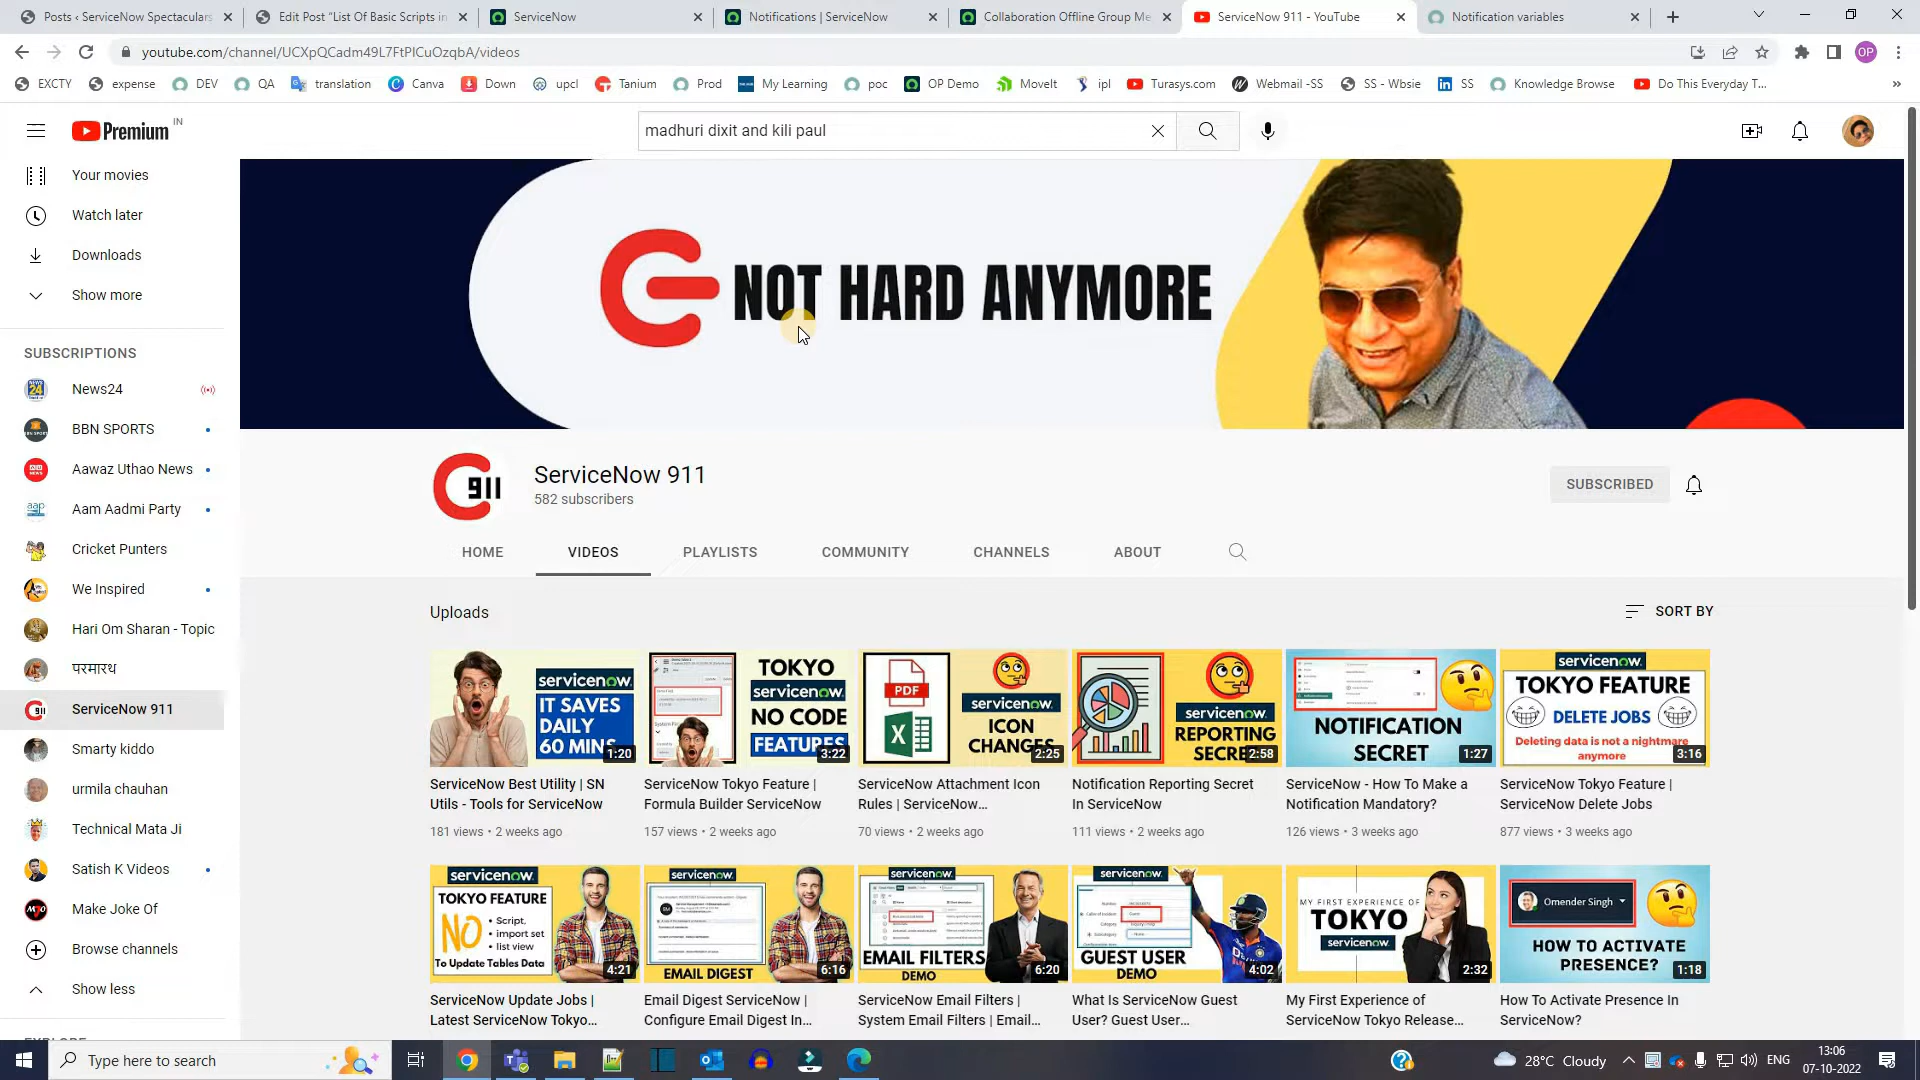 Posts ‹ ServiceNow Spectaculars
Edit Post "List Of Basic Scripts in
ServiceNow
Notifications | ServiceNow
Collaboration Offline Group Me
ServiceNow 911 - YouTube
Notification variables
youtube.com/channel/UCXpQCadm49L7FtPICuOzqbA/videos
OP
EXCTY
expense
DEV
QA
translation
Canva
Down
upcl
Tanium
Prod
My Learning
poc
OP Demo
MoveIt
ipl
Turasys.com
Webmail -SS
SS - Wbsie
SS
Knowledge Browse
Do This Everyday T...
Premium IN
madhuri dixit and kili paul
Your movies
Watch later
Downloads
Show more
SUBSCRIPTIONS
News24
BBN SPORTS
Aawaz Uthao News
Aam Aadmi Party
Cricket Punters
We Inspired
Hari Om Sharan - Topic
परमारथ
ServiceNow 911
Smarty kiddo
urmila chauhan
Technical Mata Ji
Satish K Videos
Make Joke Of
Browse channels
Show less
NOT HARD ANYMORE
911
ServiceNow 911
582 subscribers
SUBSCRIBED
HOME
VIDEOS
PLAYLISTS
COMMUNITY
CHANNELS
ABOUT
Uploads
SORT BY
servicenow.
IT SAVES
DAILY
60 MINS
1:20
TOKYO
servicenow.
NO CODE
FEATURES
3:22
PDF
X
servicenow.
ICON
CHANGES
2:25
servicenow.
REPORTING
SECRET
2:58
NOTIFICATION
SECRET
1:27
servicenow.
TOKYO FEATURE
DELETE JOBS
Deleting data is not a nightmare
anymore
3:16
ServiceNow Best Utility | SN
Utils - Tools for ServiceNow
181 views • 2 weeks ago
ServiceNow Tokyo Feature |
Formula Builder ServiceNow
157 views • 2 weeks ago
ServiceNow Attachment Icon
Rules | ServiceNow...
70 views • 2 weeks ago
Notification Reporting Secret
In ServiceNow
111 views • 2 weeks ago
ServiceNow - How To Make a
Notification Mandatory?
126 views • 3 weeks ago
ServiceNow Tokyo Feature |
ServiceNow Delete Jobs
877 views • 3 weeks ago
servicenow.
TOKYO FEATURE
NO
• Script,
• import set
• list view
To Update Tables Data
4:21
servicenow.
EMAIL DIGEST
6:16
servicenow.
EMAIL FILTERS
DEMO
6:20
servicenow.
GUEST USER
DEMO
4:02
MY FIRST EXPERIENCE OF
TOKYO
servicenow.
2:32
Omender Singh
HOW TO ACTIVATE
PRESENCE?
1:18
ServiceNow Update Jobs |
Latest ServiceNow Tokyo...
Email Digest ServiceNow |
Configure Email Digest In...
ServiceNow Email Filters |
System Email Filters | Email...
What Is ServiceNow Guest
User? Guest User...
My First Experience of
ServiceNow Tokyo Release...
How To Activate Presence In
ServiceNow?
Type here to search
28°C Cloudy
ENG
13:06
07-10-2022